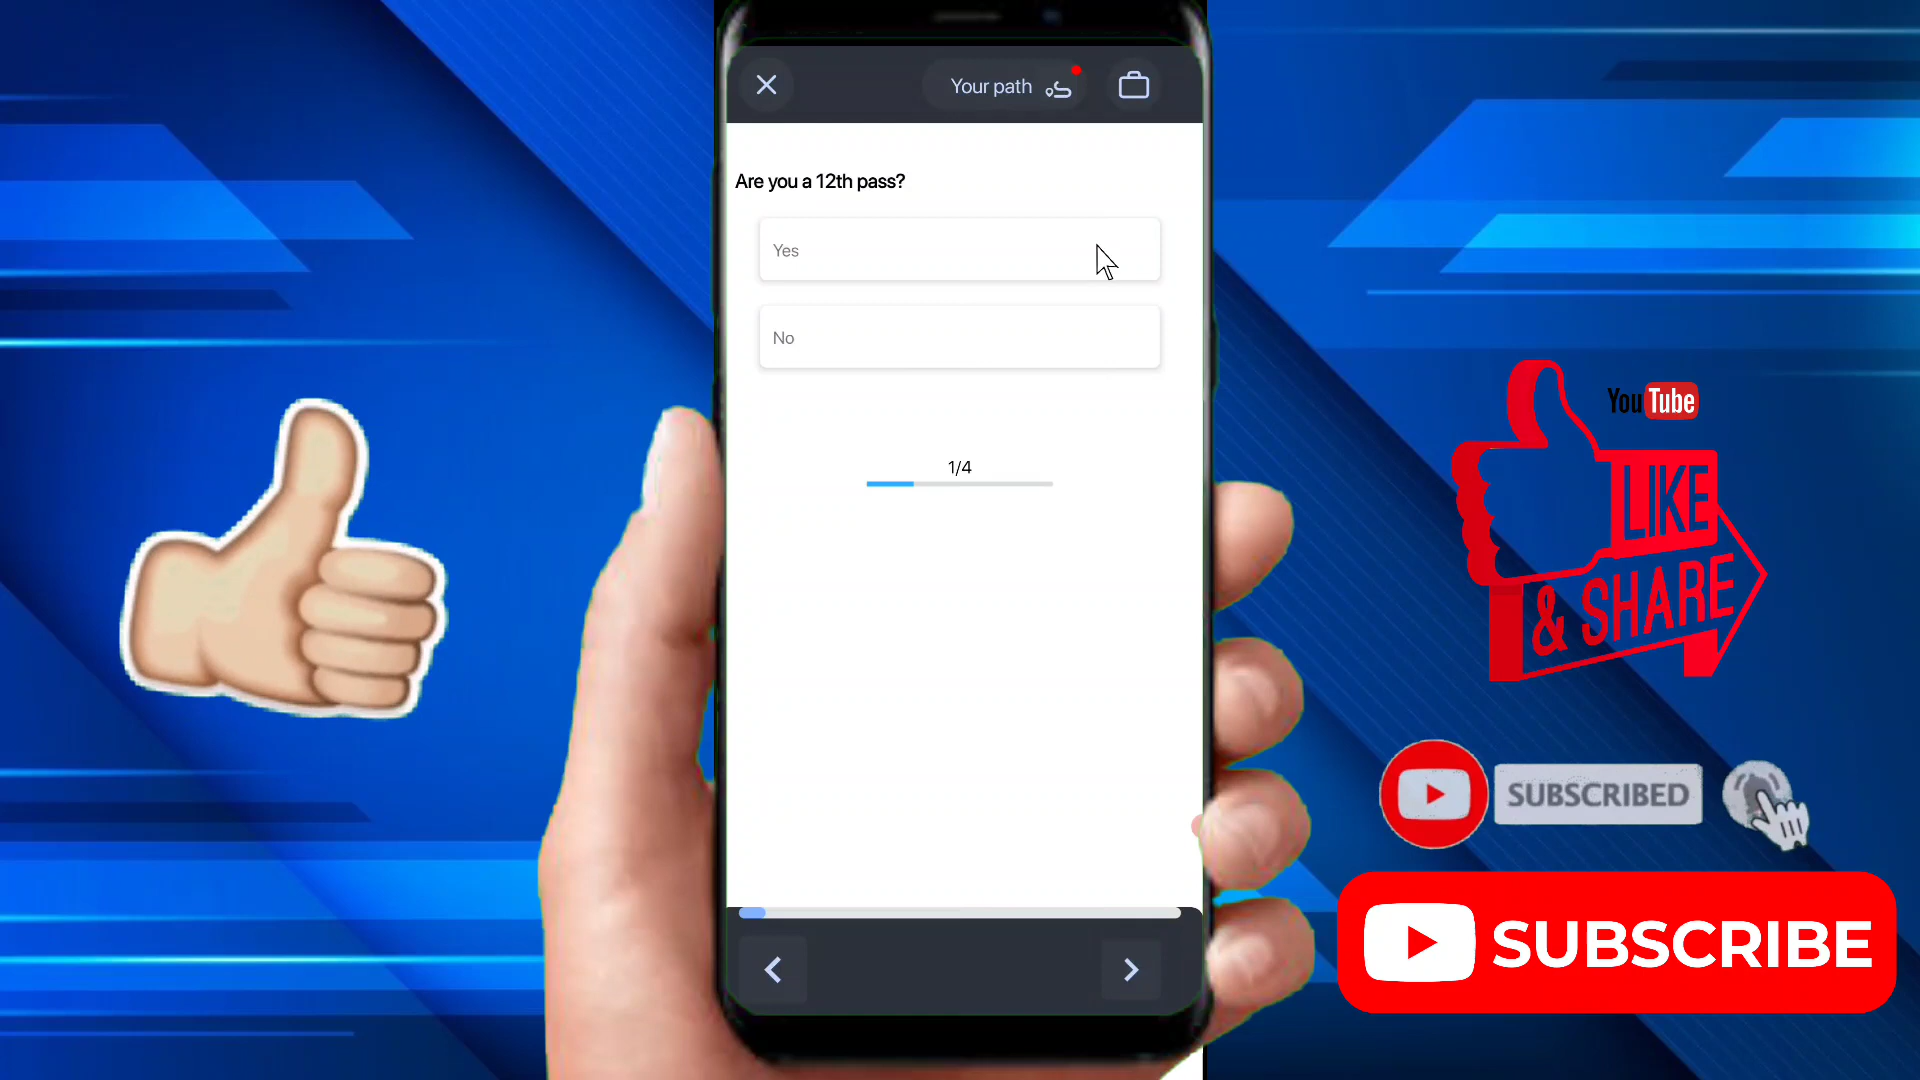 Your path
Are you a 12th pass?
Yes
No
1/4
YouTube
LIKE
& SHARE
SUBSCRIBED
SUBSCRIBE